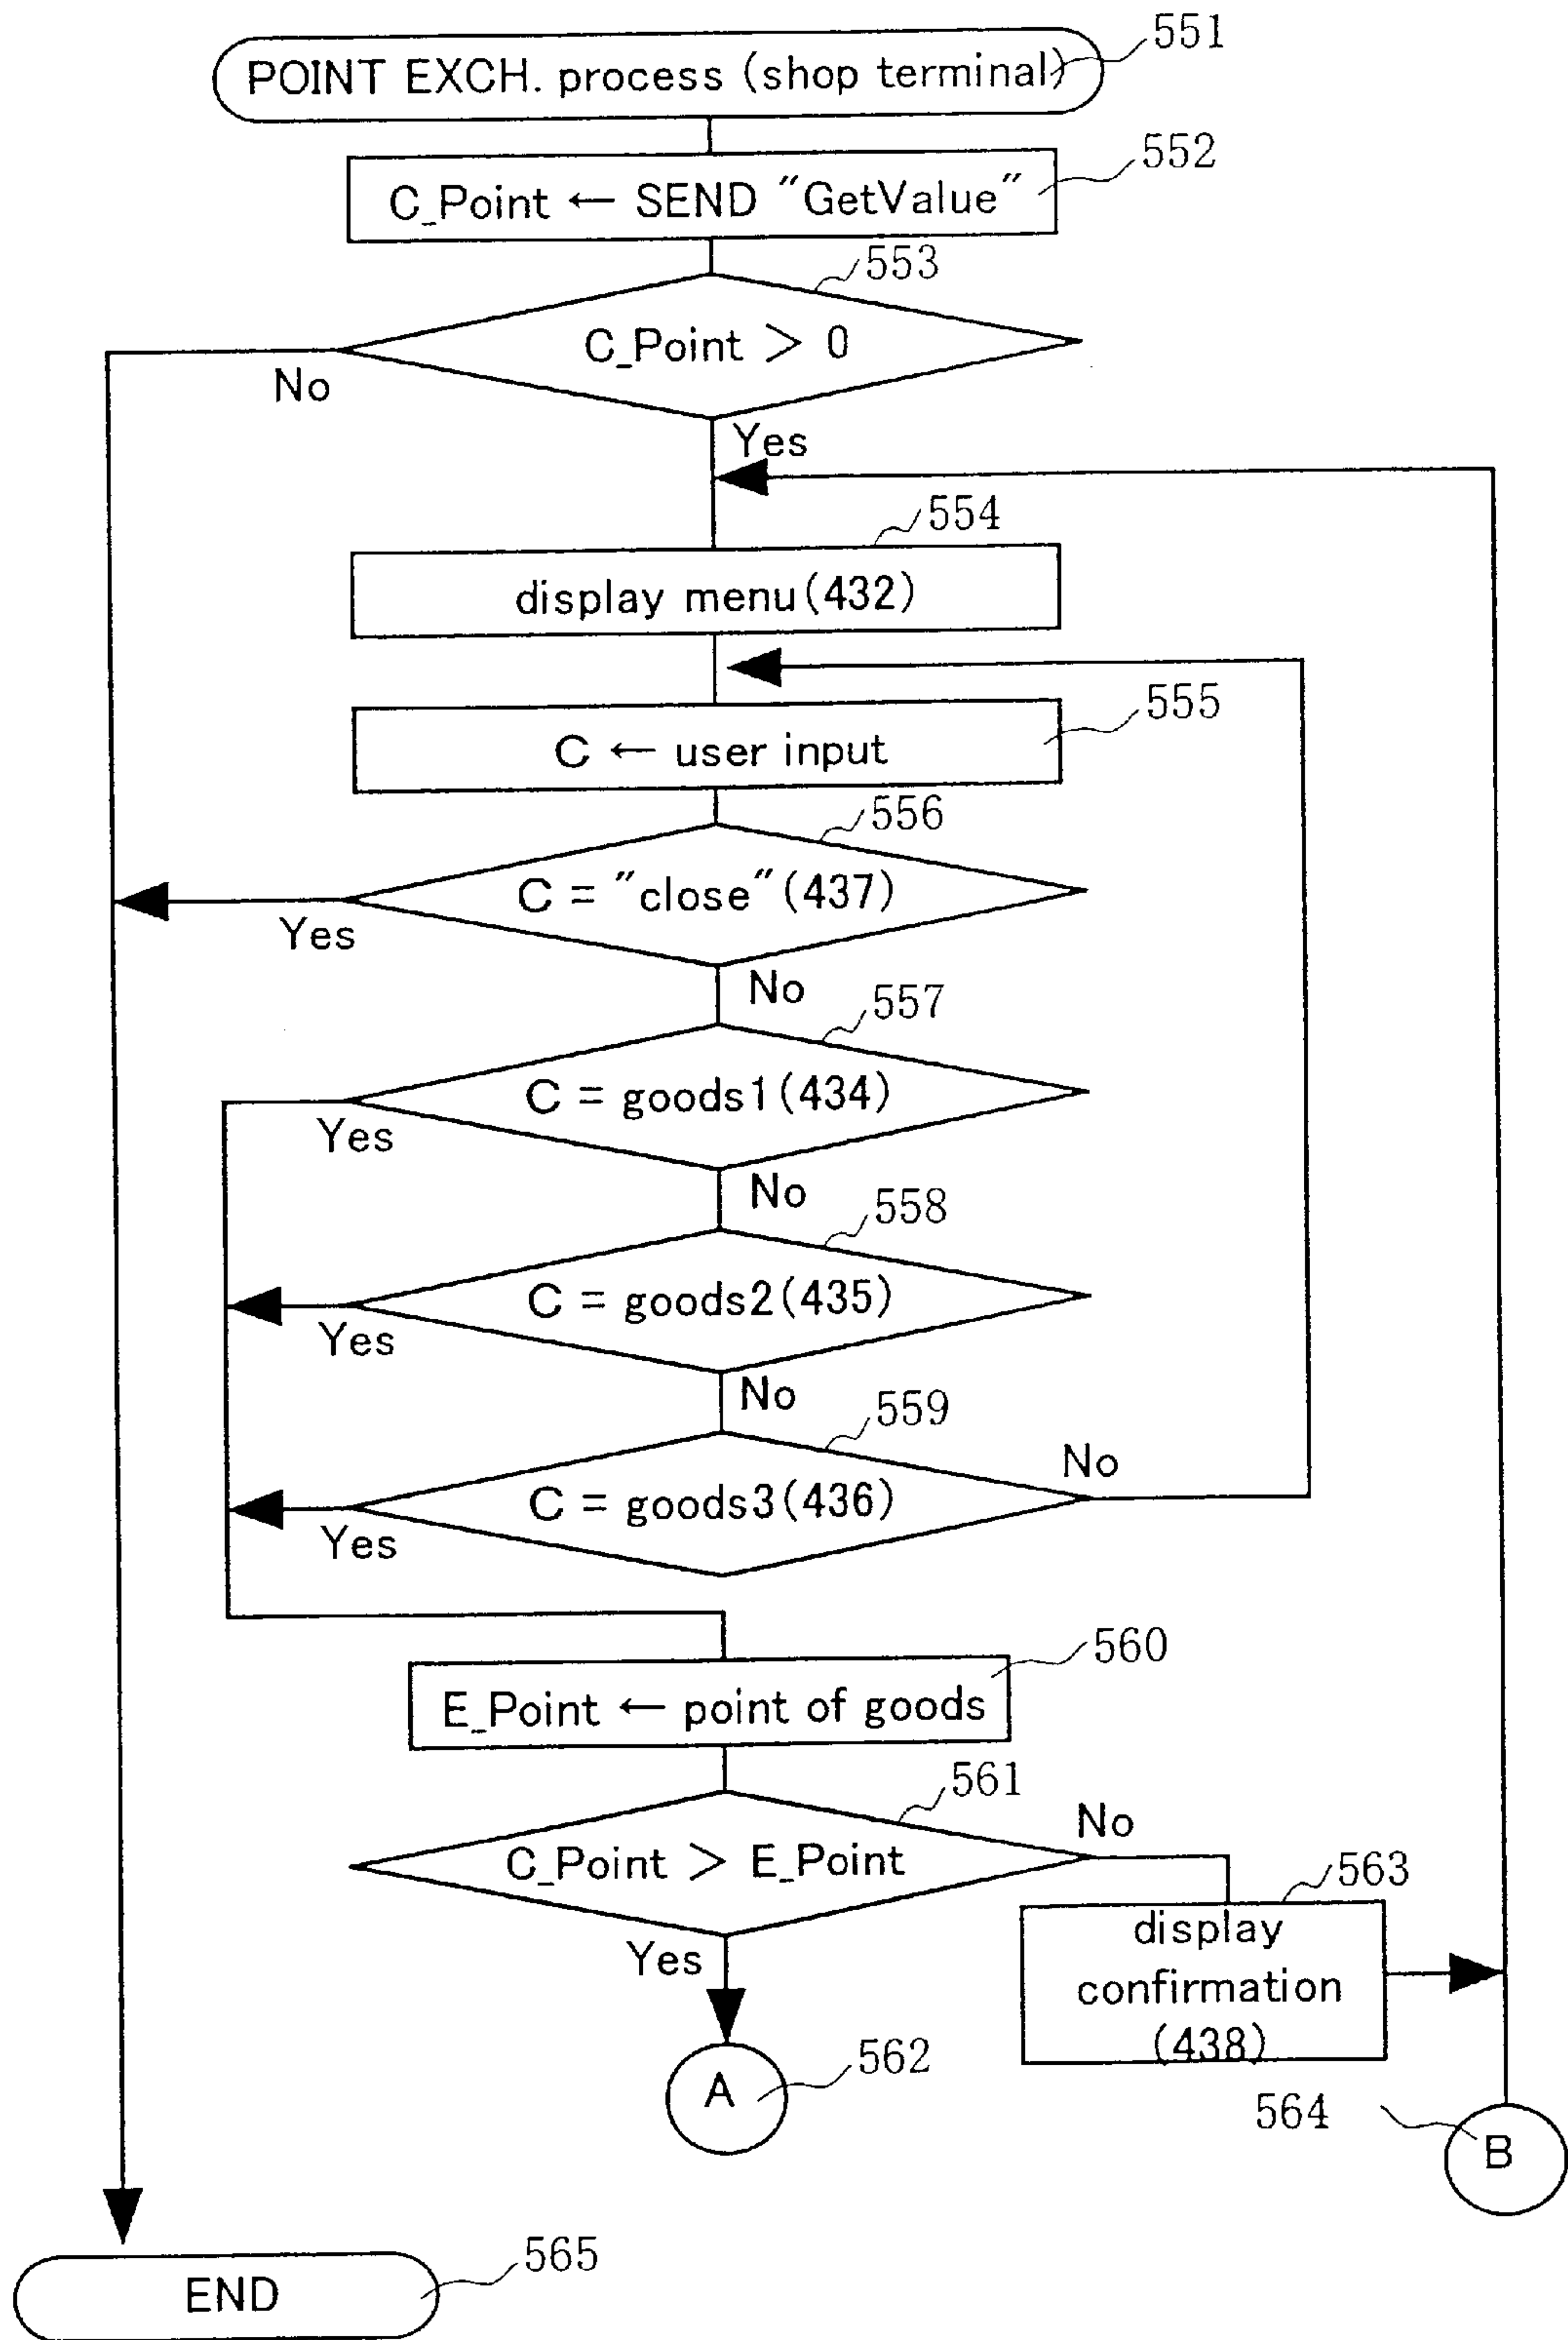 551
POINT EXCH. process (shop terminal)
552
C_Point ← SEND "GetValue"
553
C_Point > 0
No
Yes
554
display menu(432)
555
C ← user input
556
C = "close"(437)
Yes
No
557
C = goods1(434)
Yes
No
558
C = goods2(435)
Yes
No
559
No
C = goods3(436)
Yes
560
E_Point ← point of goods
561
No
C_Point > E_Point
563
Yes
display
confirmation
(438)
562
A
564
B
565
END